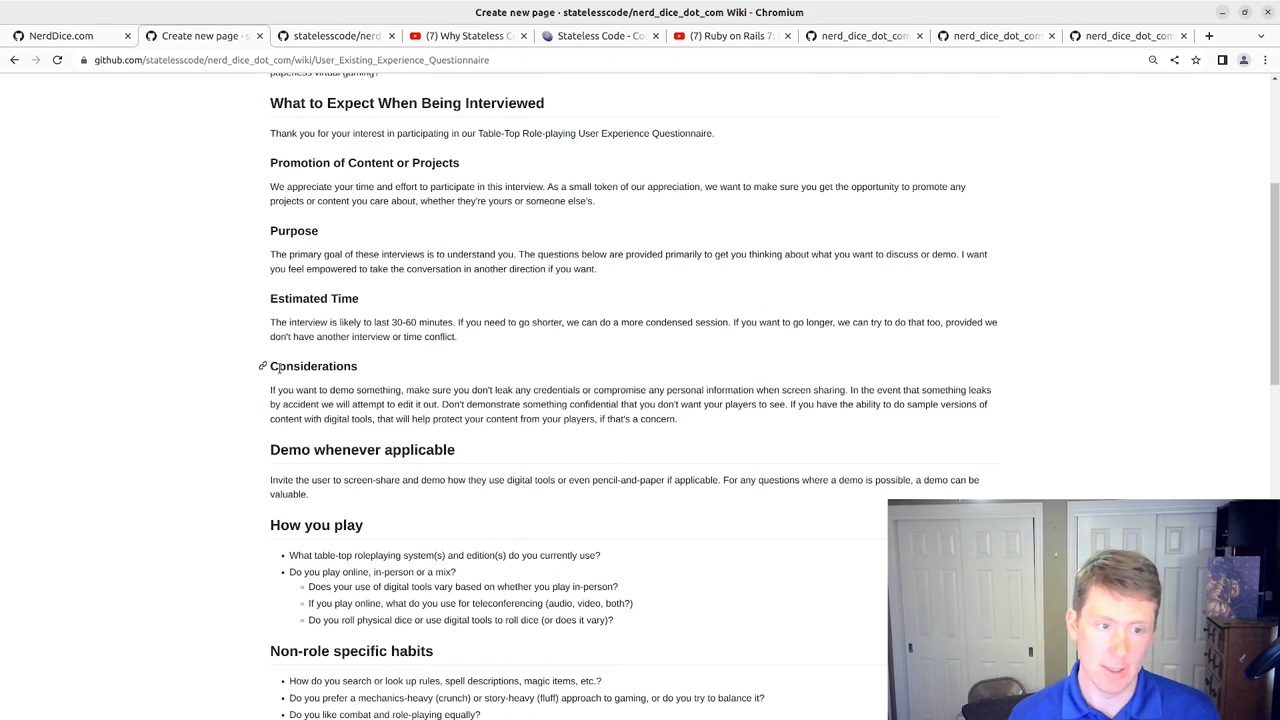 Create new page · statelesscode/nerd_dice_dot_com Wiki - Chromium
NerdDice.com
Create new page · s
statelesscode/nerd
(7) Why Stateless C
Stateless Code - Co
(7) Ruby on Rails 7:
nerd_dice_dot_com
nerd_dice_dot_com
nerd_dice_dot_com
github.com/statelesscode/nerd_dice_dot_com/wiki/User_Existing_Experience_Questionnaire
paperless virtual gaming?
What to Expect When Being Interviewed
Thank you for your interest in participating in our Table-Top Role-playing User Experience Questionnaire.
Promotion of Content or Projects
We appreciate your time and effort to participate in this interview. As a small token of our appreciation, we want to make sure you get the opportunity to promote any
projects or content you care about, whether they're yours or someone else's.
Purpose
The primary goal of these interviews is to understand you. The questions below are provided primarily to get you thinking about what you want to discuss or demo. I want
you feel empowered to take the conversation in another direction if you want.
Estimated Time
The interview is likely to last 30-60 minutes. If you need to go shorter, we can do a more condensed session. If you want to go longer, we can try to do that too, provided we
don't have another interview or time conflict.
Considerations
If you want to demo something, make sure you don't leak any credentials or compromise any personal information when screen sharing. In the event that something leaks
by accident we will attempt to edit it out. Don't demonstrate something confidential that you don't want your players to see. If you have the ability to do sample versions of
content with digital tools, that will help protect your content from your players, if that's a concern.
Demo whenever applicable
Invite the user to screen-share and demo how they use digital tools or even pencil-and-paper if applicable. For any questions where a demo is possible, a demo can be
valuable.
How you play
• What table-top roleplaying system(s) and edition(s) do you currently use?
• Do you play online, in-person or a mix?
◦ Does your use of digital tools vary based on whether you play in-person?
◦ If you play online, what do you use for teleconferencing (audio, video, both?)
◦ Do you roll physical dice or use digital tools to roll dice (or does it vary)?
Non-role specific habits
• How do you search or look up rules, spell descriptions, magic items, etc.?
• Do you prefer a mechanics-heavy (crunch) or story-heavy (fluff) approach to gaming, or do you try to balance it?
• Do you like combat and role-playing equally?